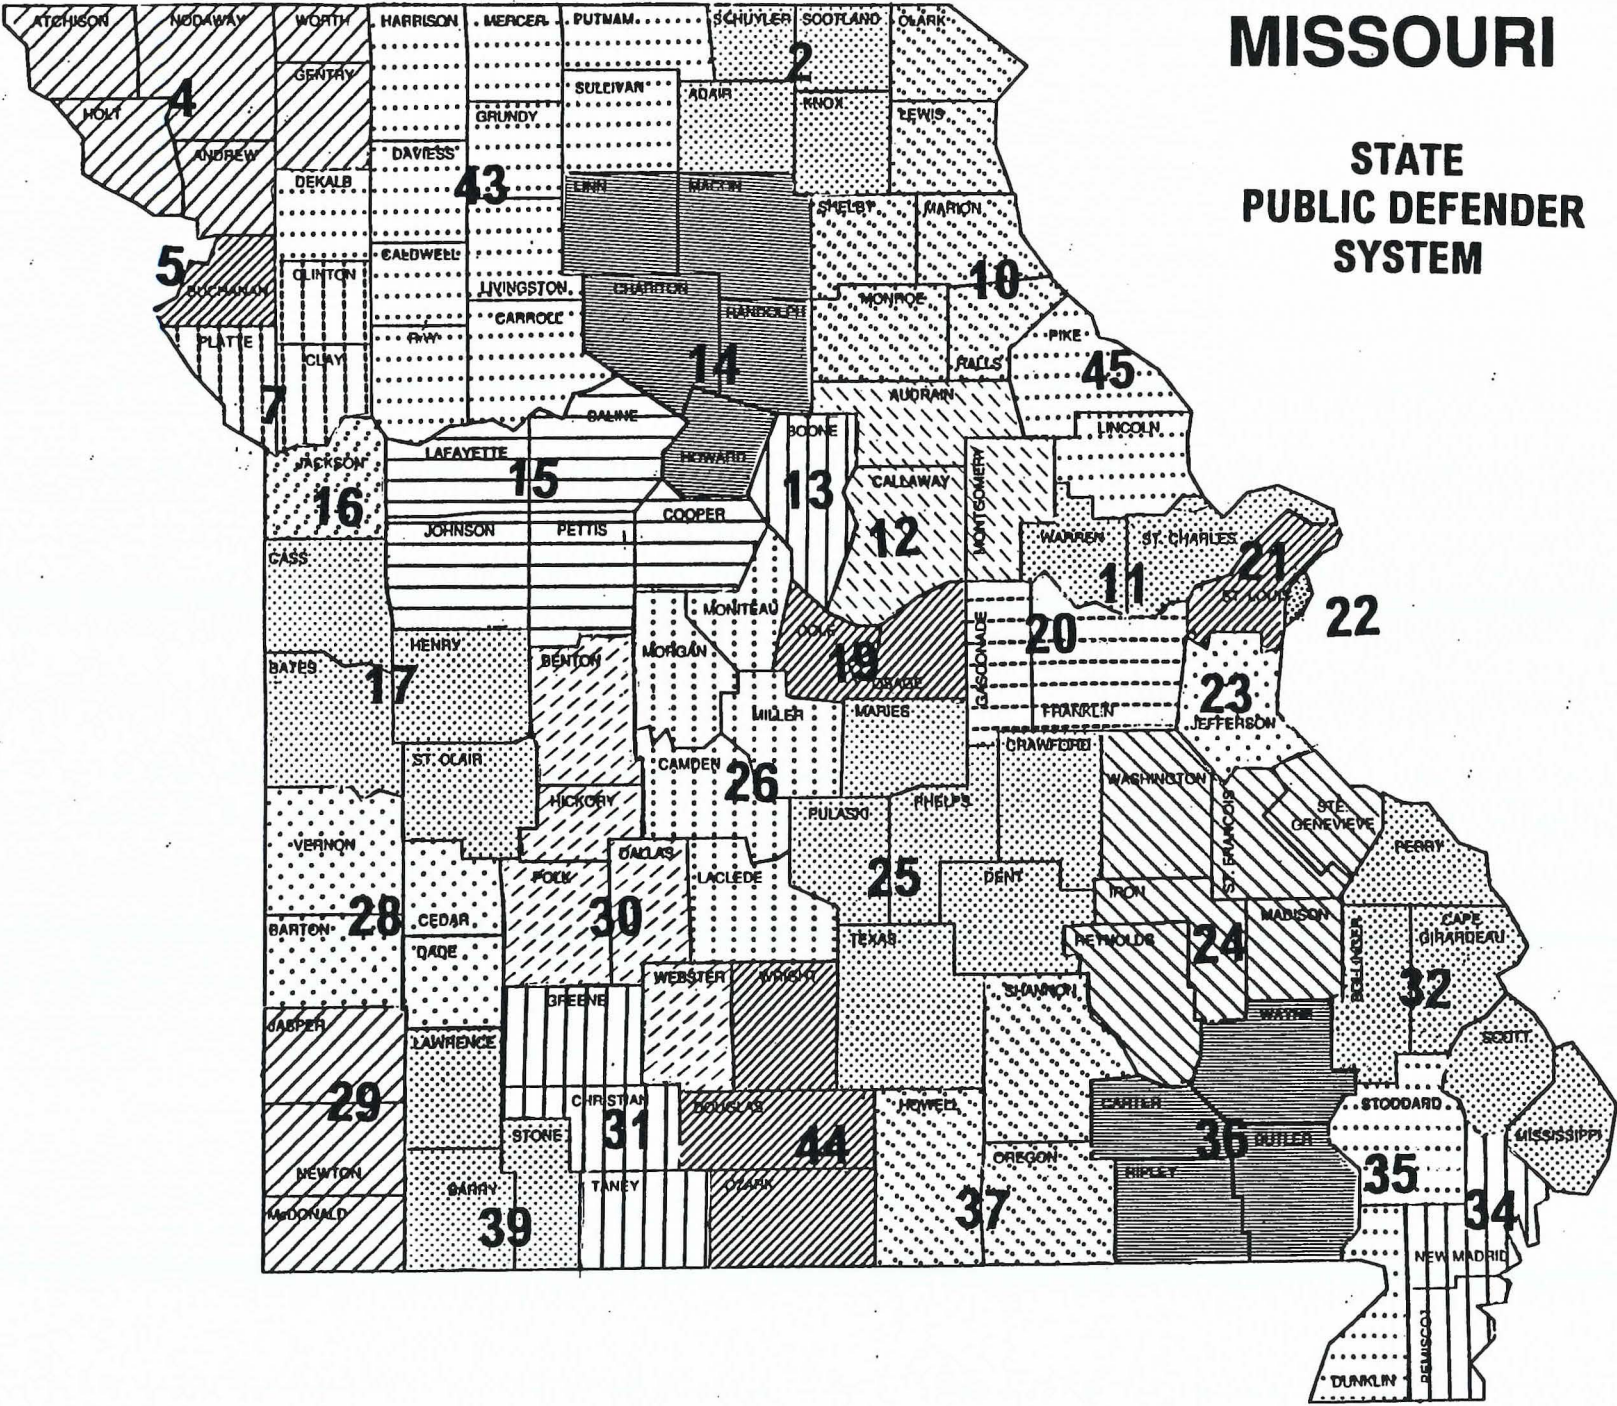 MISSOURI
STATE
PUBLIC DEFENDER
SYSTEM
ATCHISON
NODAWAY
WORTH
HARRISON
MERCER
PUTNAM
SCHUYLER
SCOTLAND
CLARK
2
GENTRY
4
HOLT
SULLIVAN
ADAIR
KNOX
GRUNDY
LEWIS
ANDREW
DAVIESS
DEKALB
43
LINN
MACON
SHELBY
MARION
5
CALDWELL
CLINTON
10
BUCHANAN
LIVINGSTON
CHARITON
MONROE
RANDOLPH
CARROLL
PLATTE
RAY
PIKE
CLAY
14
RALLS
45
7
AUDRAIN
SALINE
LINCOLN
BOONE
LAFAYETTE
JACKSON
HOWARD
15
13
CALLAWAY
MONTGOMERY
16
COOPER
JOHNSON
PETTIS
12
WARREN
ST. CHARLES
CASS
21
11
ST. LOUIS
MONITEAU
22
COLE
20
HENRY
MORGAN
BENTON
19
GASCONADE
BATES
17
OSAGE
23
MILLER
MARIES
FRANKLIN
JEFFERSON
CRAWFORD
ST. CLAIR
CAMDEN
26
WASHINGTON
HICKORY
PHELPS
PULASKI
ST. FRANCOIS
STE.
GENEVIEVE
VERNON
PERRY
DALLAS
POLK
LACLEDE
25
DENT
IRON
28
CEDAR
30
MADISON
CAPE
GIRARDEAU
BARTON
TEXAS
REYNOLDS
24
BOLLINGER
DADE
WEBSTER
WRIGHT
SHANNON
32
GREENE
WAYNE
JASPER
LAWRENCE
SCOTT
29
CHRISTIAN
DOUGLAS
HOWELL
CARTER
STODDARD
31
STONE
44
36
BUTLER
MISSISSIPPI
OREGON
NEWTON
RIPLEY
35
BARRY
TANEY
OZARK
McDONALD
37
34
39
NEW MADRID
PEMISCOT
DUNKLIN